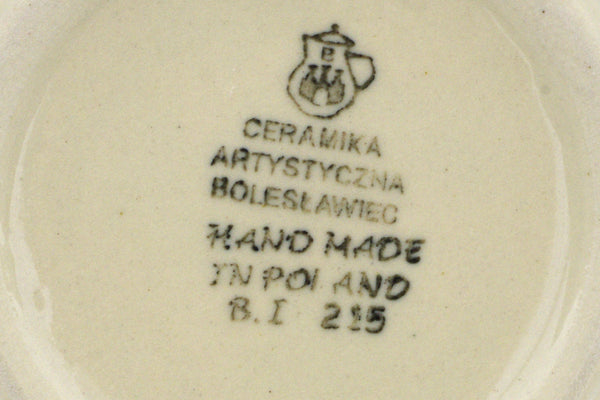 CERAMIKA
ARTYSTYCZNA
BOLESŁAWIEC
HAND MADE
IN POLAND
B.I 215